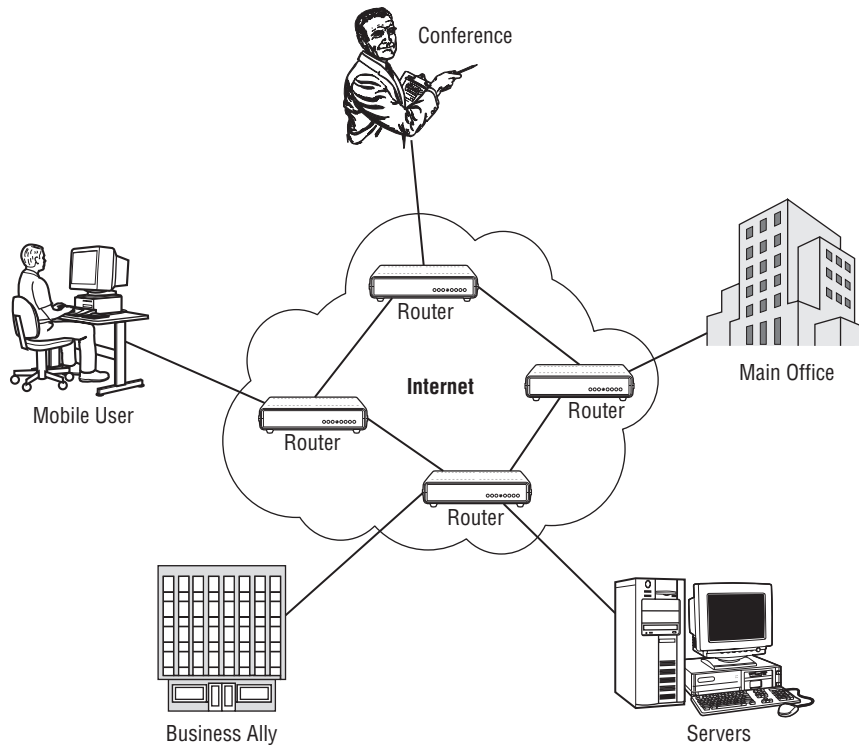 Conference
Router
Internet
Main Office
Router
Mobile User
Router
Router
Business Ally
Servers